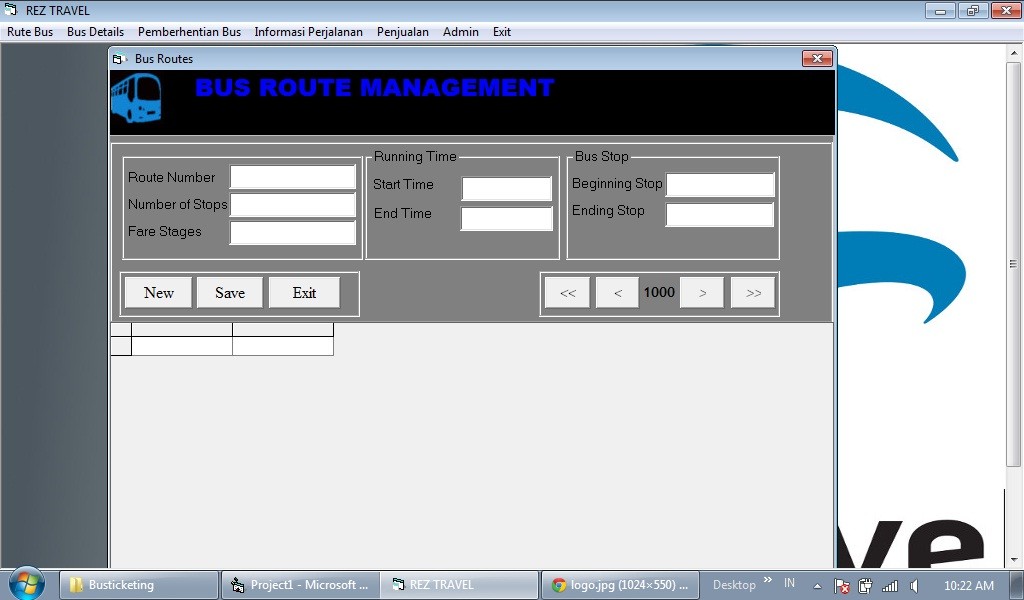 REZ TRAVEL
Rute Bus Bus Details Pemberhentian Bus Informasi Perjalanan Penjualan Admin Exit
Bus Routes
BUS ROUTE MANAGEMENT
Running Time
Bus Stop
Route Number
Start Time
Beginning Stop
Number of Stops
End Time
Ending Stop
Fare Stages
New Save Exit << < 1000 > >>
ve
Busticketing Project1 - Microsoft ... REZ TRAVEL logo.jpg (1024×550) ... Desktop » IN 10:22 AM